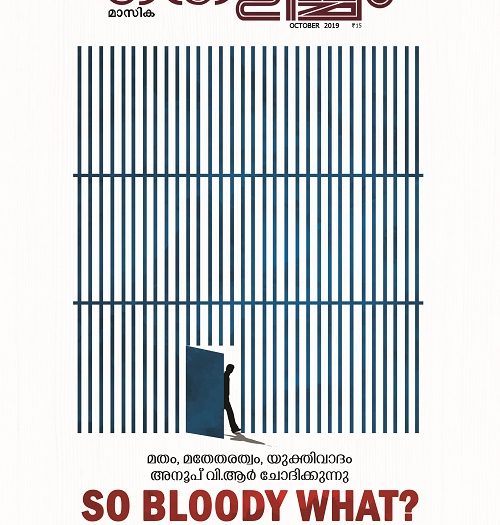 മാസിക
OCTOBER 2019 ₹15
മതം, മതേതരത്വം, യുക്തിവാദം
അനൂപ് വി.ആർ ചോദിക്കുന്നു
SO BLOODY WHAT?